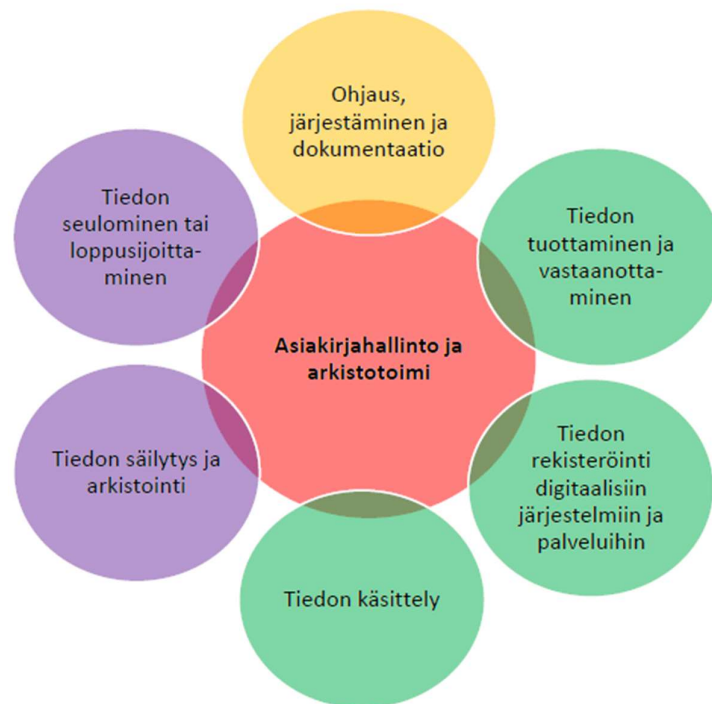 Ohjaus,
järjestäminen ja
dokumentaatio
Tiedon
tuottaminen ja
vastaanotta-
minen
Tiedon
rekisteröinti
digitaalisiin
järjestelmiin ja
palveluihin
Tiedon käsittely
Tiedon säilytys ja
arkistointi
Tiedon
seulominen tai
loppusijoitta-
minen
Asiakirjahallinto ja
arkistotoimi